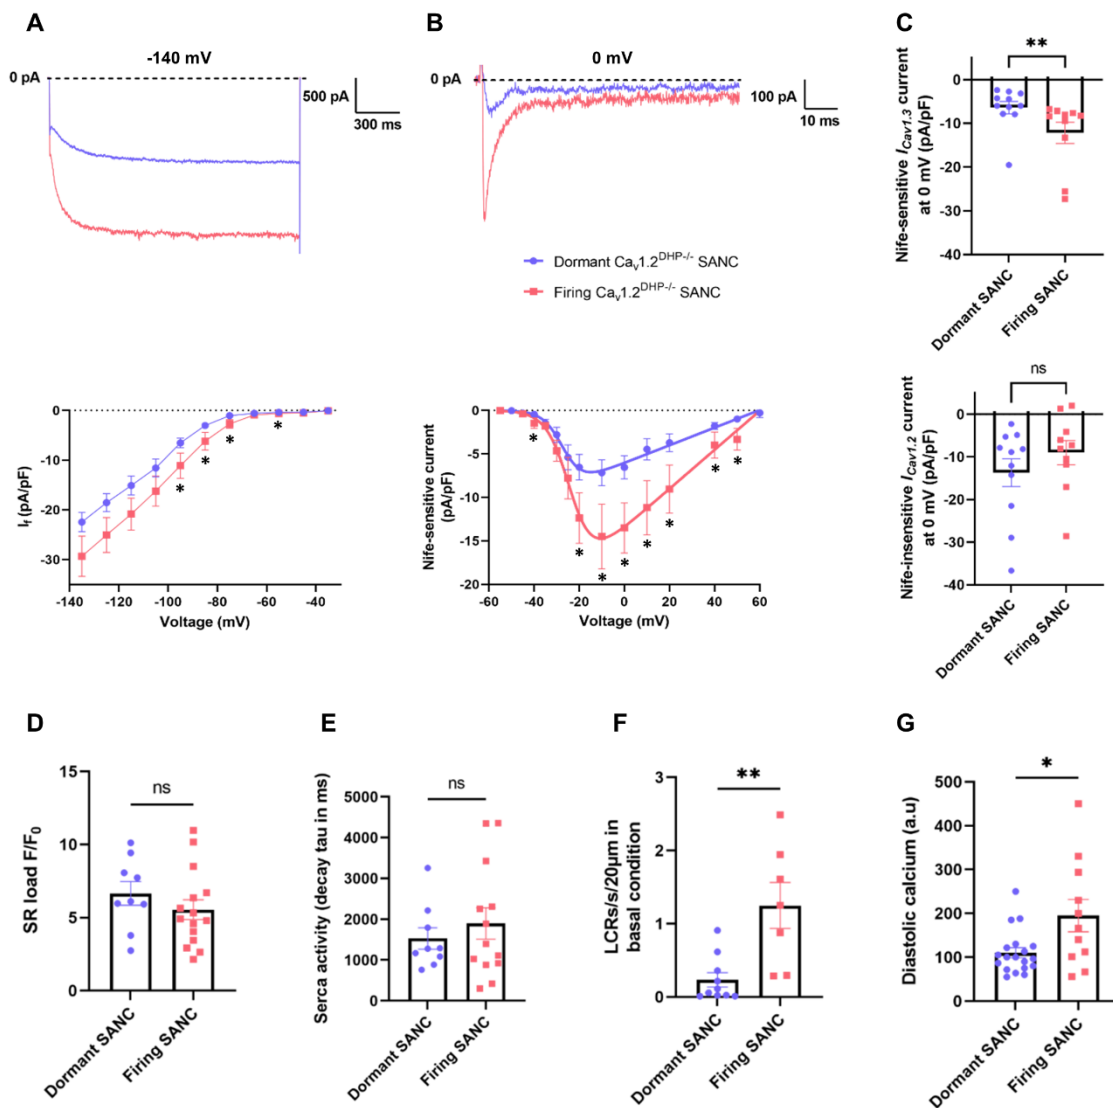 A
B
C
-140 mV
0 pA
500 pA
300 ms
0 mV
0 pA
100 pA
10 ms
Dormant Cav1.2DHP-/- SANC
Firing Cav1.2DHP-/- SANC
**
Nife-sensitive ICav1.3 current
at 0 mV (pA/pF)
0
-10
-20
-30
-40
Dormant SANC
Firing SANC
If (pA/pF)
0
-10
-20
-30
* * * *
-140 -120 -100 -80 -60 -40
Voltage (mV)
Nife-sensitive current
(pA/pF)
0
-5
-10
-15
-20
* * * * * * * *
-60 -40 -20 0 20 40 60
Voltage (mV)
ns
Nife-insensitive ICav1.2 current
at 0 mV (pA/pF)
0
-10
-20
-30
-40
Dormant SANC
Firing SANC
D
E
F
G
SR load F/F0
15
10
5
0
ns
Dormant SANC
Firing SANC
Serca activity (decay tau in ms)
5000
4000
3000
2000
1000
0
ns
Dormant SANC
Firing SANC
LCRs/s/20µm in
basal condition
3
2
1
0
**
Dormant SANC
Firing SANC
Diastolic calcium (a.u)
500
400
300
200
100
0
*
Dormant SANC
Firing SANC